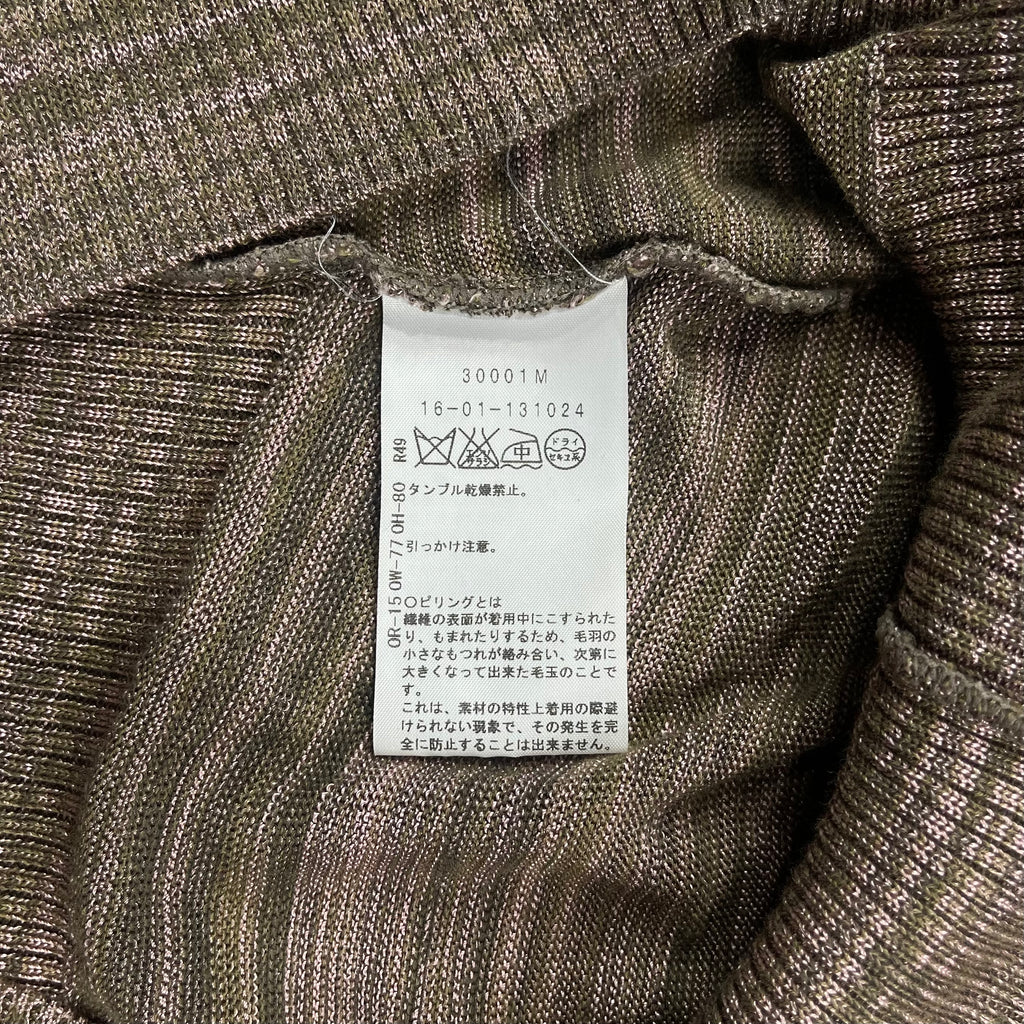 30001M
16-01-131024
エンソ
サラシ
中
ドライ
セキユ系
タンブル乾燥禁止。
引っかけ注意。
OR-15 OW-77 OH-80 R49
〇ピリングとは
繊維の表面が着用中にこすられた
り、もまれたりするため、毛羽の
小さなもつれが絡み合い、次第に
大きくなって出来た毛玉のことで
す。
これは、素材の特性上着用の際避
けられない現象で、その発生を完
全に防止することは出来ません。